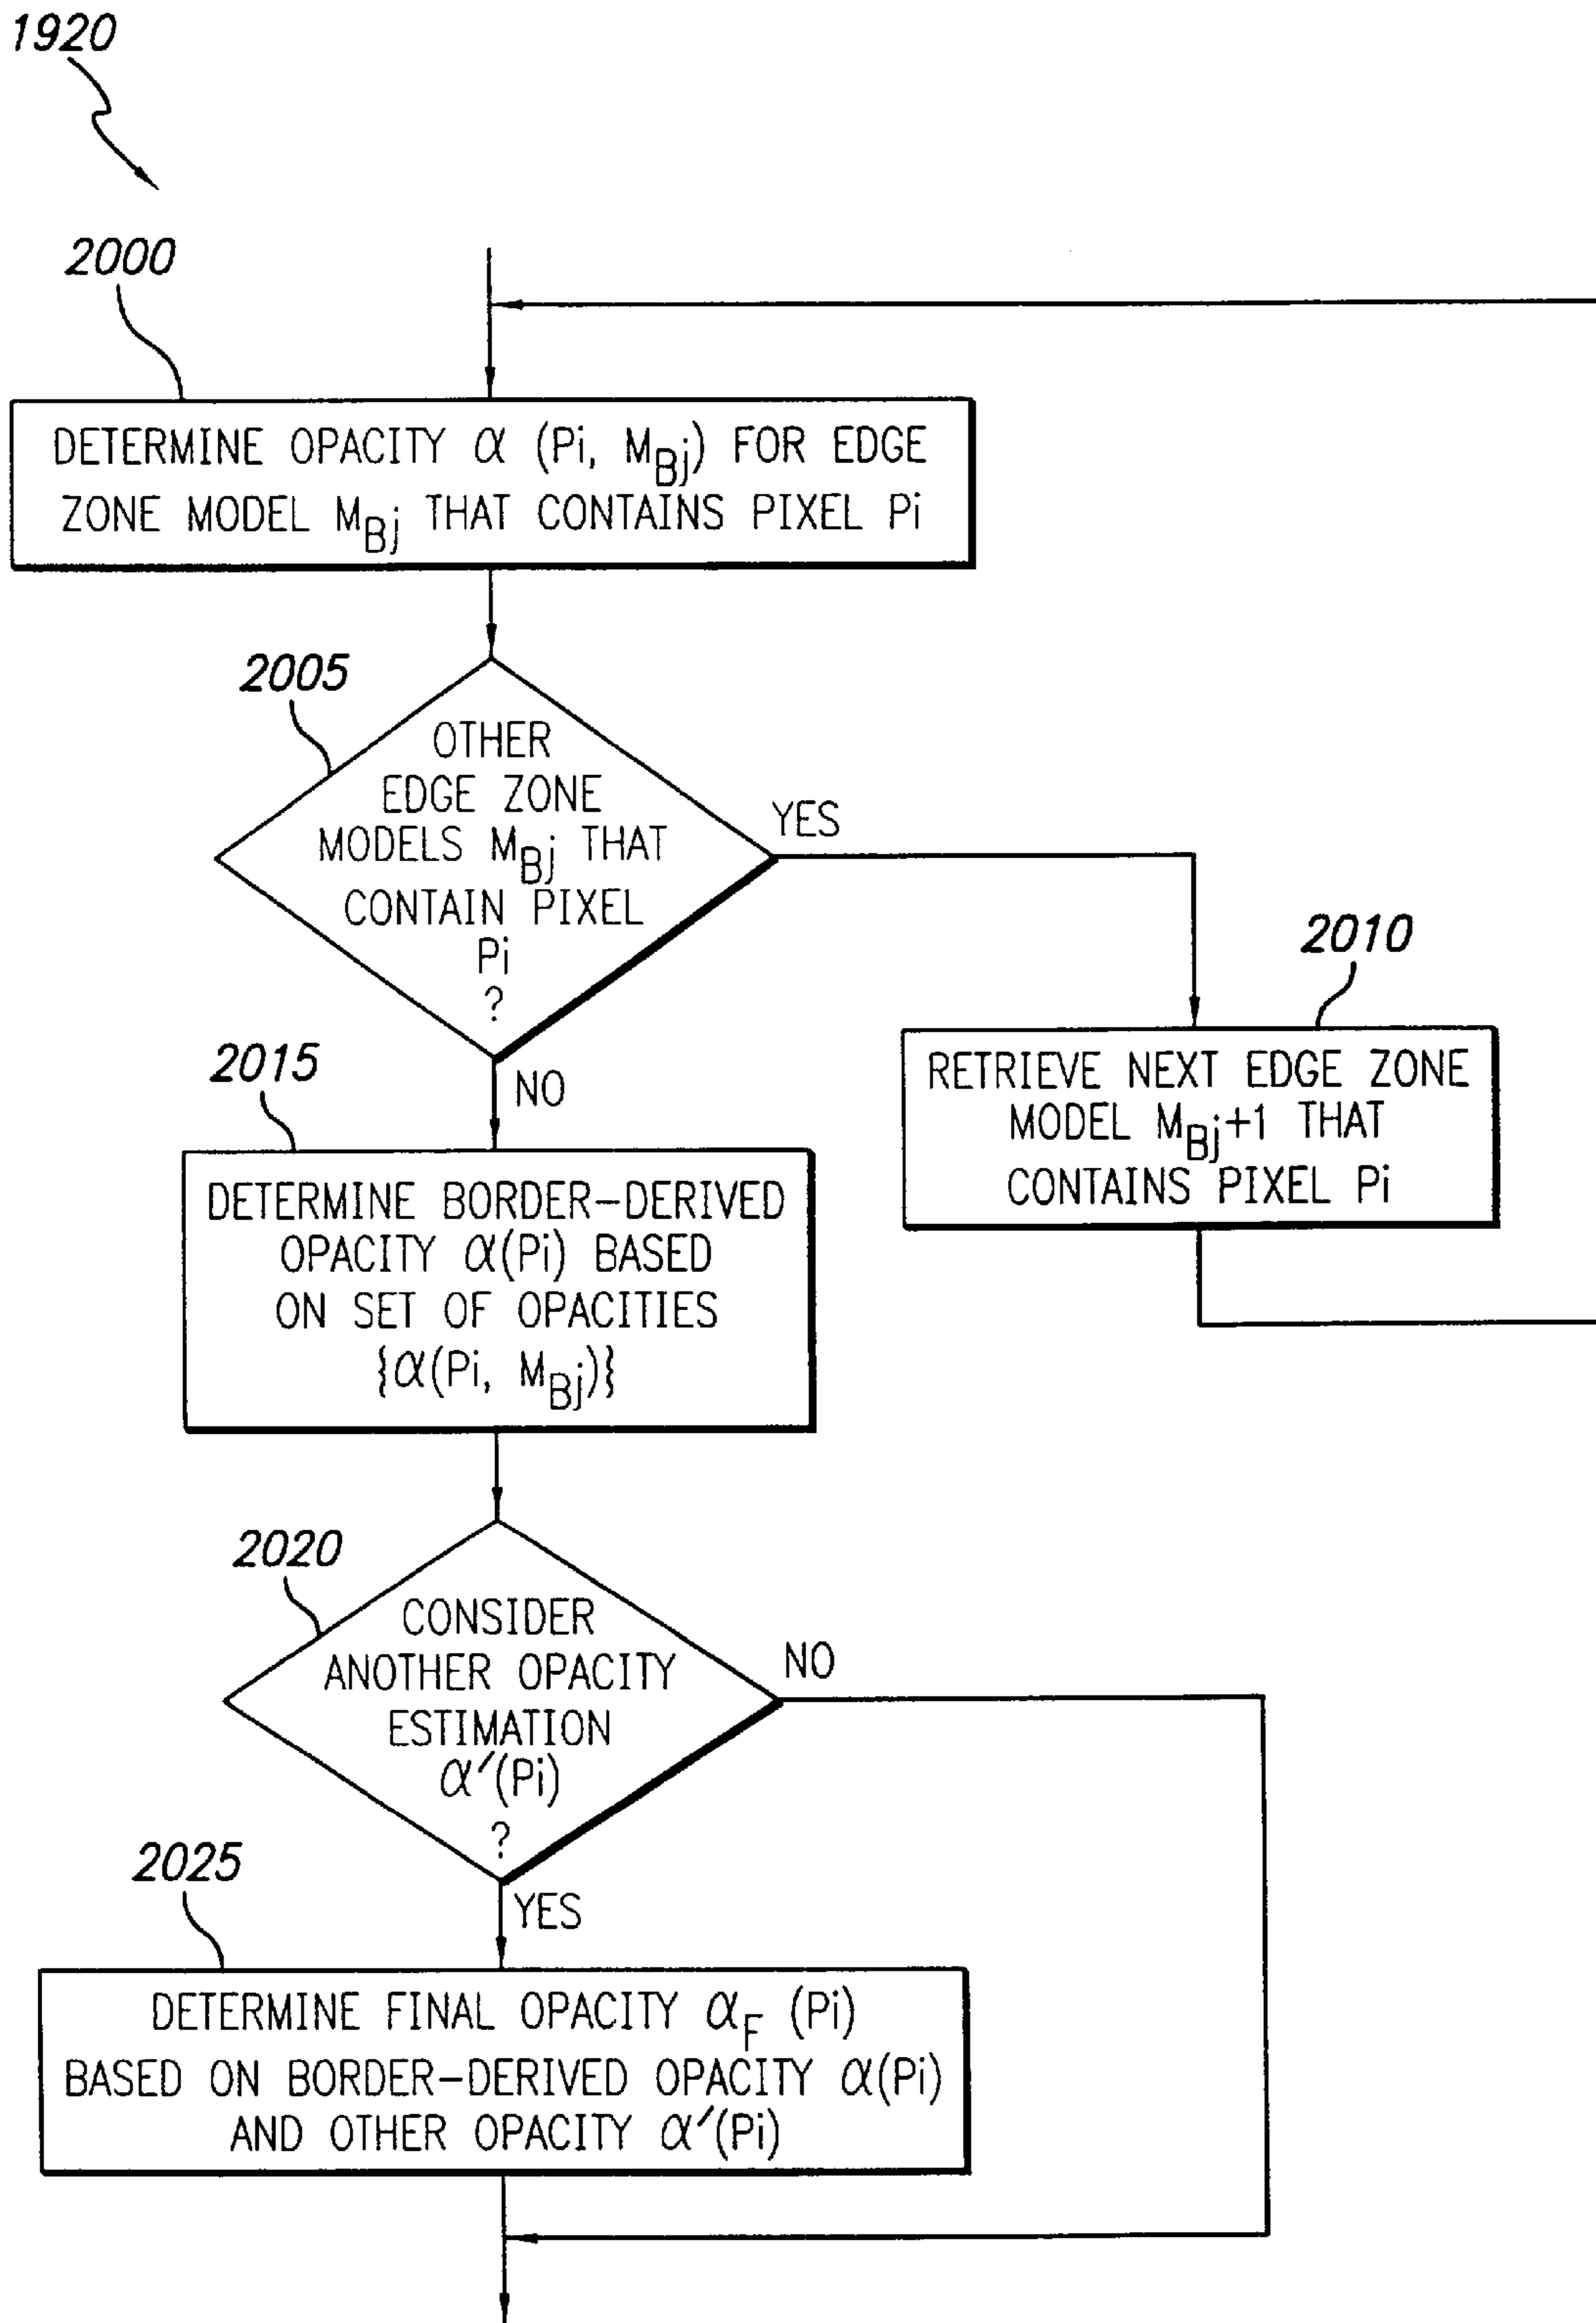 1920
2000
DETERMINE OPACITY α (Pi, MBj) FOR EDGE
ZONE MODEL MBj THAT CONTAINS PIXEL Pi
2005
OTHER
EDGE ZONE
MODELS MBj THAT
CONTAIN PIXEL
Pi
?
YES
NO
2010
RETRIEVE NEXT EDGE ZONE
MODEL MBj+1 THAT
CONTAINS PIXEL Pi
2015
DETERMINE BORDER-DERIVED
OPACITY α(Pi) BASED
ON SET OF OPACITIES
{α(Pi, MBj)}
2020
CONSIDER
ANOTHER OPACITY
ESTIMATION
α′(Pi)
?
NO
YES
2025
DETERMINE FINAL OPACITY αF (Pi)
BASED ON BORDER-DERIVED OPACITY α(Pi)
AND OTHER OPACITY α′(Pi)